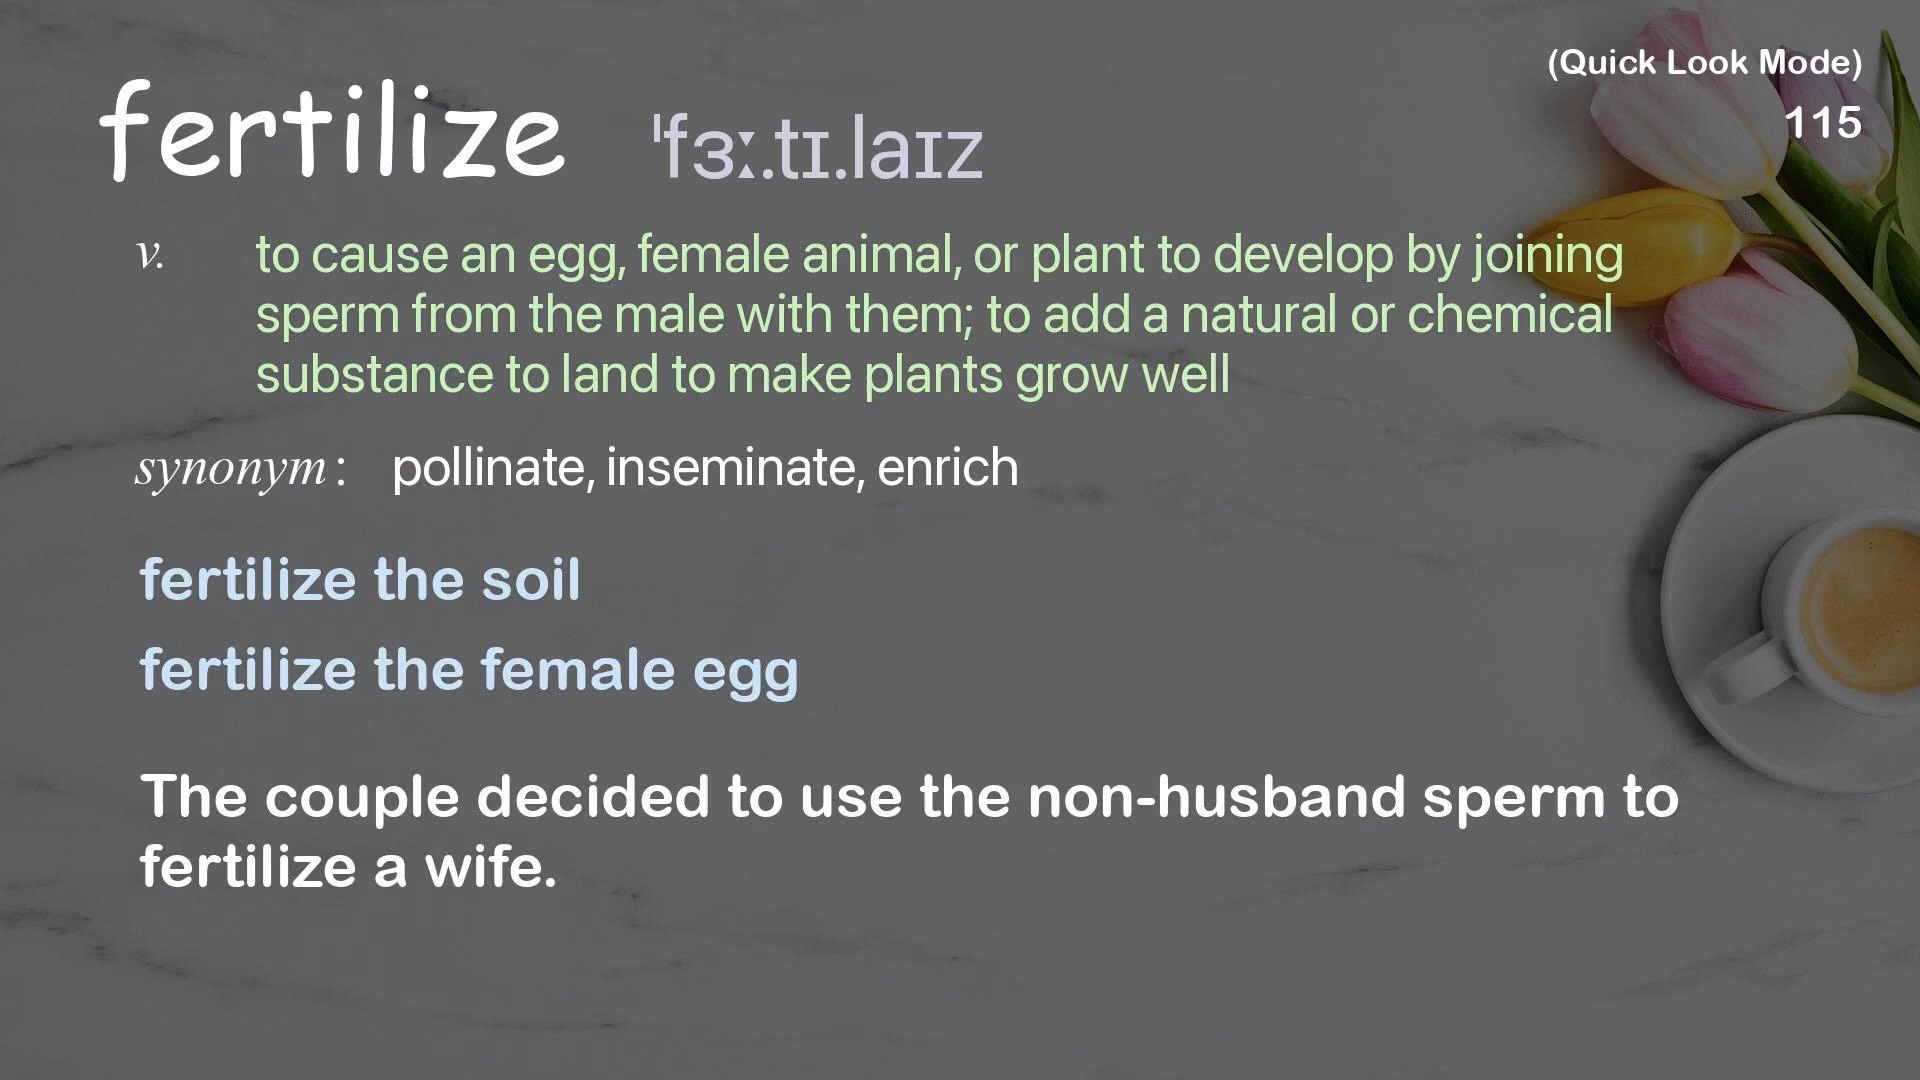 (Quick Look Mode)
115
fertilize ˈfɜː.tɪ.laɪz
v. to cause an egg, female animal, or plant to develop by joining
sperm from the male with them; to add a natural or chemical
substance to land to make plants grow well
synonym : pollinate, inseminate, enrich
fertilize the soil
fertilize the female egg
The couple decided to use the non-husband sperm to
fertilize a wife.